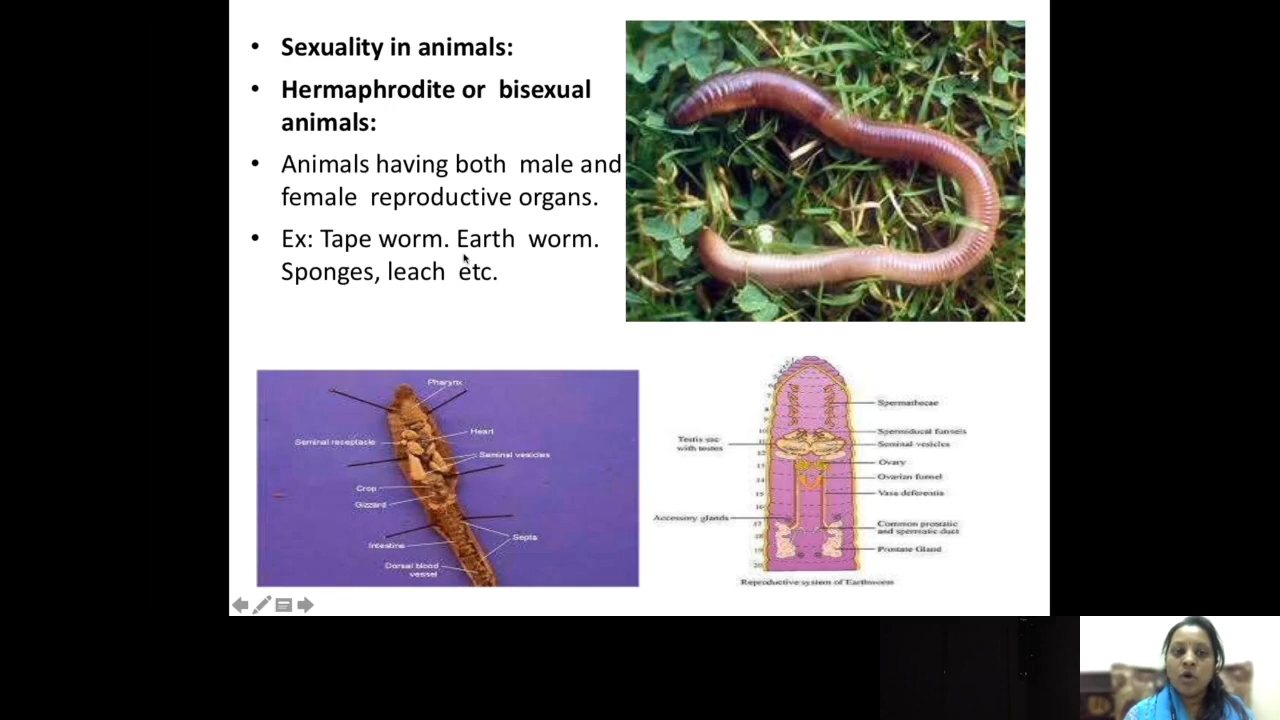 Sexuality in animals:
Hermaphrodite or bisexual
animals:
Animals having both male and
female reproductive organs.
Ex: Tape worm. Earth worm.
Sponges, leach etc.
Pharynx
Heart
Seminal receptacle
Seminal vesicles
Crop
Gizzard
Septa
Intestine
Dorsal blood
vessel
Spermathecae
Spermiducal funnels
Testis sac
with testes
Seminal vesicles
Ovary
Ovarian funnel
Vasa deferentia
Accessory glands
Common prostatic
and spermatic duct
Prostate Gland
Reproductive system of Earthworm